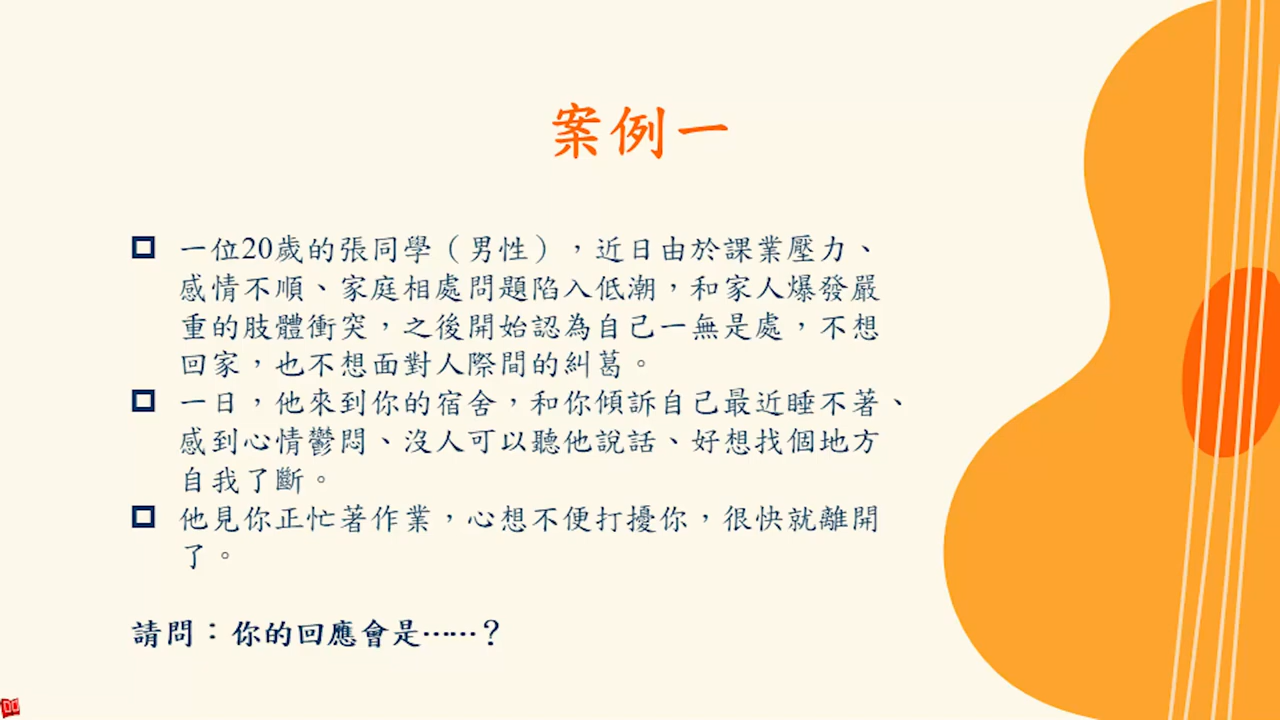 案例一
一位20歲的張同學（男性），近日由於課業壓力、
感情不順、家庭相處問題陷入低潮，和家人爆發嚴
重的肢體衝突，之後開始認為自己一無是處，不想
回家，也不想面對人際間的糾葛。
一日，他來到你的宿舍，和你傾訴自己最近睡不著、
感到心情鬱悶、沒人可以聽他說話、好想找個地方
自我了斷。
他見你正忙著作業，心想不便打擾你，很快就離開
了。
請問：你的回應會是……？